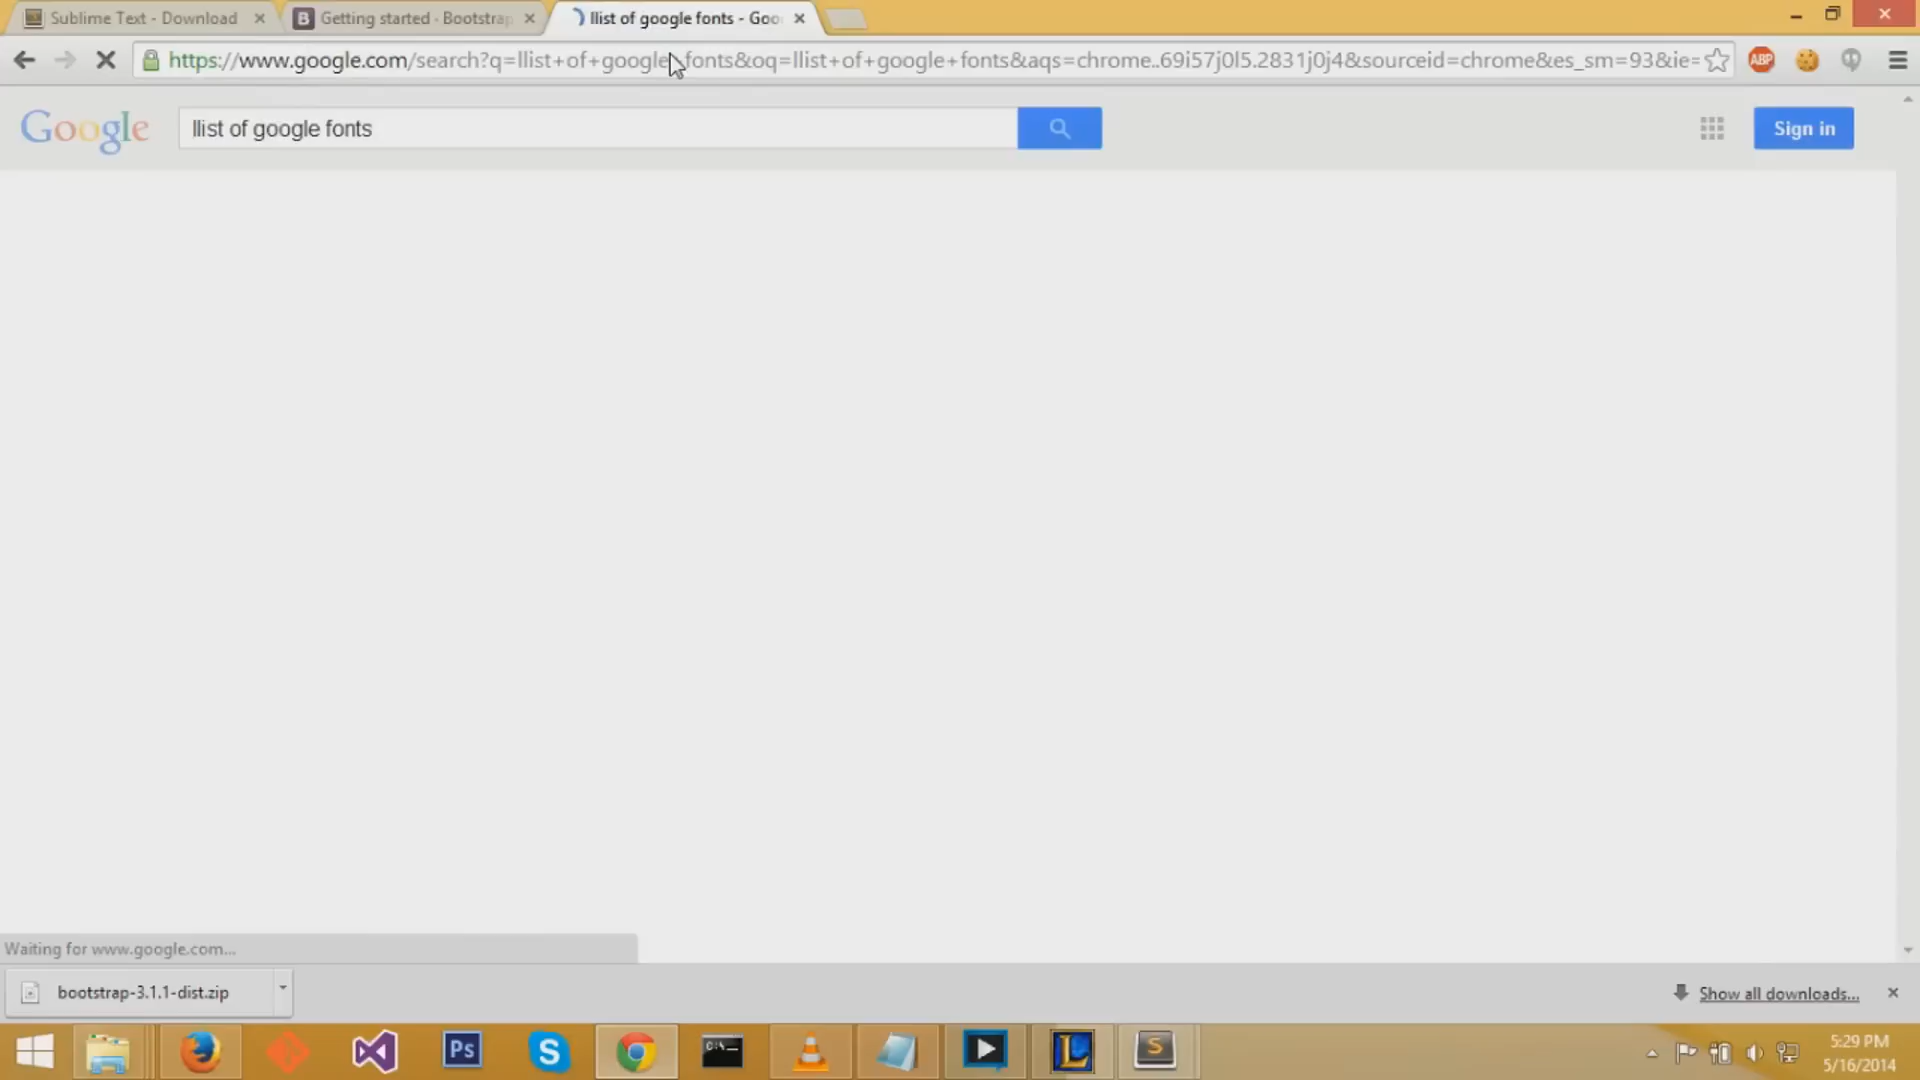 Sublime Text - Download
Getting started · Bootstrap
llist of google fonts - Goo
https://www.google.com/search?q=llist+of+google+fonts&oq=llist+of+google+fonts&aqs=chrome..69i57j0l5.2831j0j4&sourceid=chrome&es_sm=93&ie=
ABP
Google
llist of google fonts
Sign in
Waiting for www.google.com...
bootstrap-3.1.1-dist.zip
Show all downloads...
Ps
S
C:\_
L
S
5:29 PM
5/16/2014